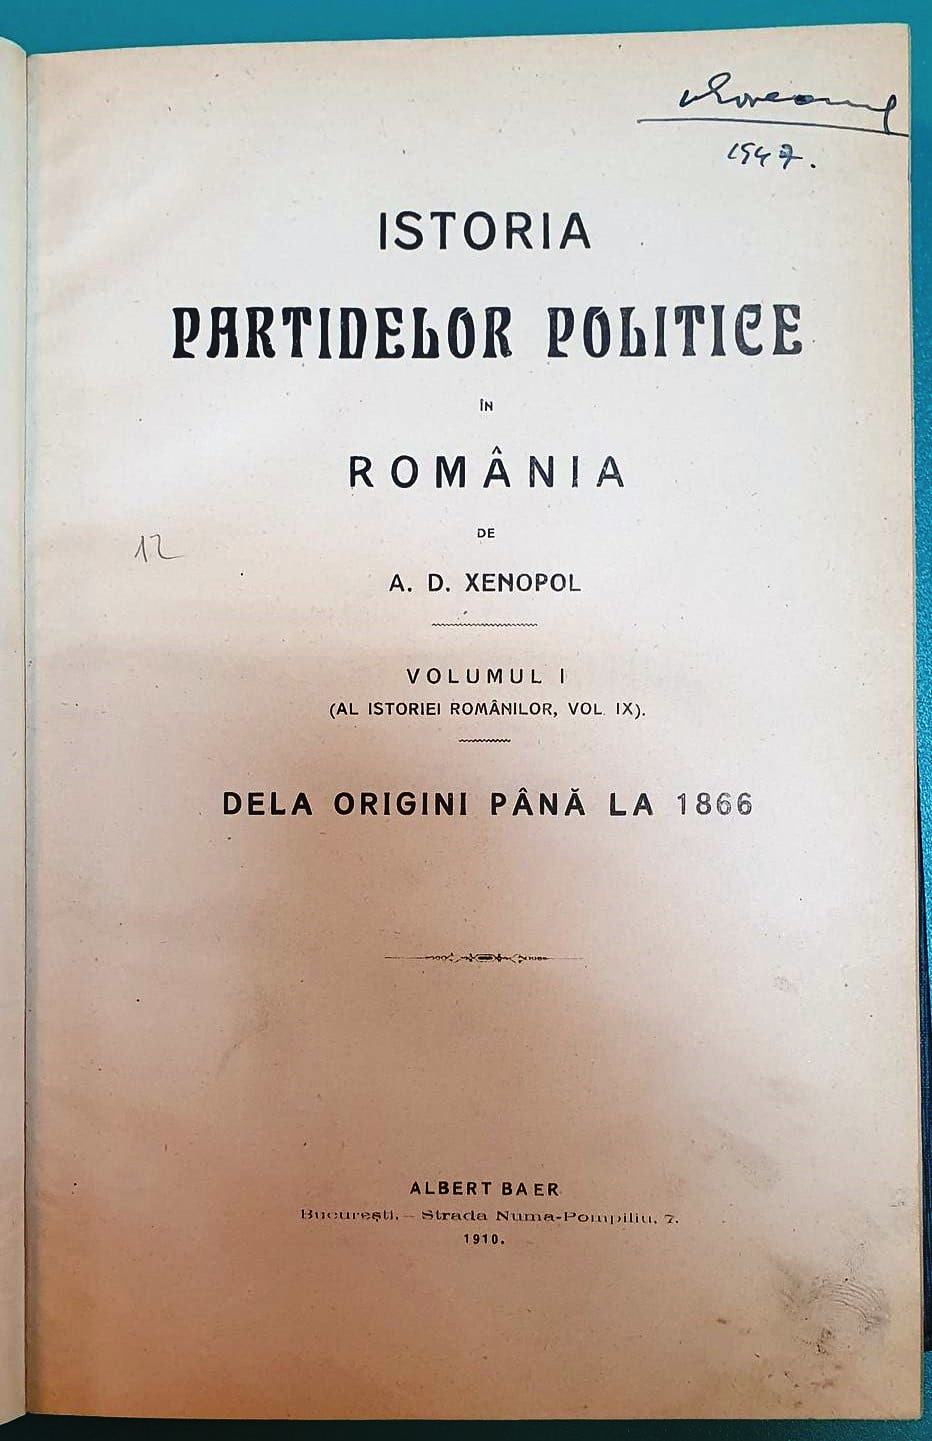 1947.
ISTORIA
PARTIDELOR POLITICE
ÎN
ROMÂNIA
DE
12
A. D. XENOPOL
VOLUMUL I
(AL ISTORIEI ROMÂNILOR, VOL. IX).
DELA ORIGINI PÂNĂ LA 1866
ALBERT BAER
București, – Strada Numa-Pompiliu, 7.
1910.